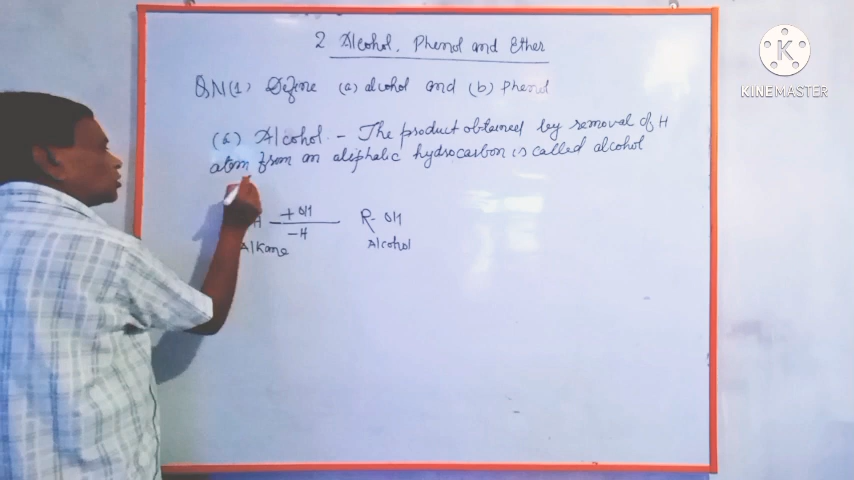 2 Alcohol, Phenol and Ether
QN(1) Define (a) alcohol and (b) Phenol
(a) Alcohol - The product obtained by removal of H
atom from an aliphatic hydrocarbon is called alcohol
H +OH R-OH
-H
Alkane Alcohol
K
KINEMASTER